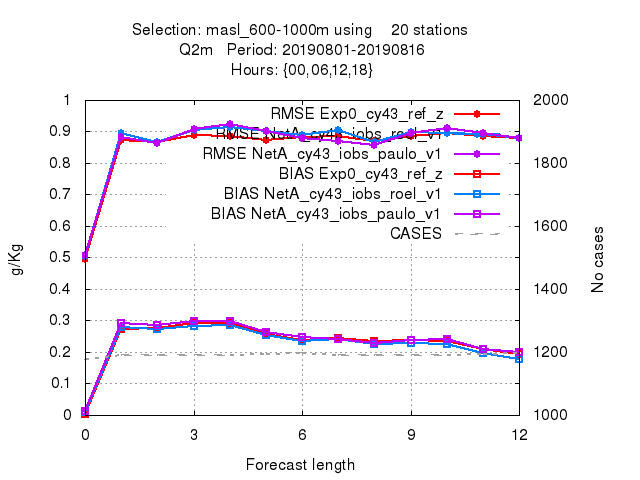 Selection: masl_600-1000m using    20 stations
Q2m   Period: 20190801-20190816
Hours: {00,06,12,18}
1
0.9
0.8
0.7
0.6
0.5
0.4
0.3
0.2
0.1
0
g/Kg
RMSE Exp0_cy43_ref_z
RMSE NetA_cy43_iobs_roel_v1
RMSE NetA_cy43_iobs_paulo_v1
BIAS Exp0_cy43_ref_z
BIAS NetA_cy43_iobs_roel_v1
BIAS NetA_cy43_iobs_paulo_v1
CASES
2000
1800
1600
1400
1200
1000
No cases
0 3 6 9 12
Forecast length